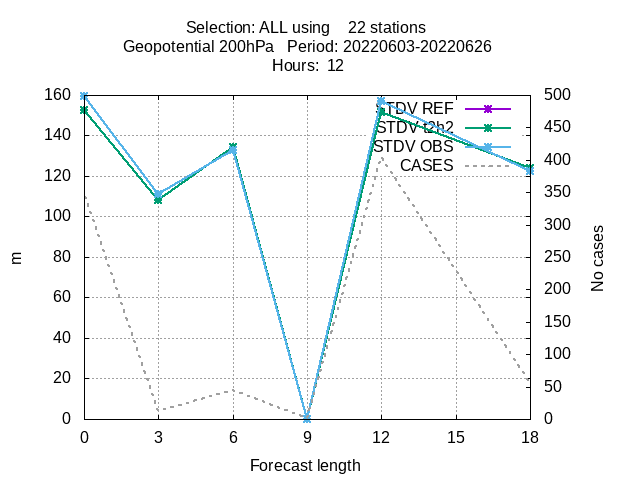 Selection: ALL using 22 stations
Geopotential 200hPa Period: 20220603-20220626
Hours: 12
160 500
STDV REF
STDV t2h2
STDV OBS
CASES
140
120
100
80
60
40
20
0
450
400
350
300
250
200
150
100
50
0
m
No cases
0 3 6 9 12 15 18
Forecast length